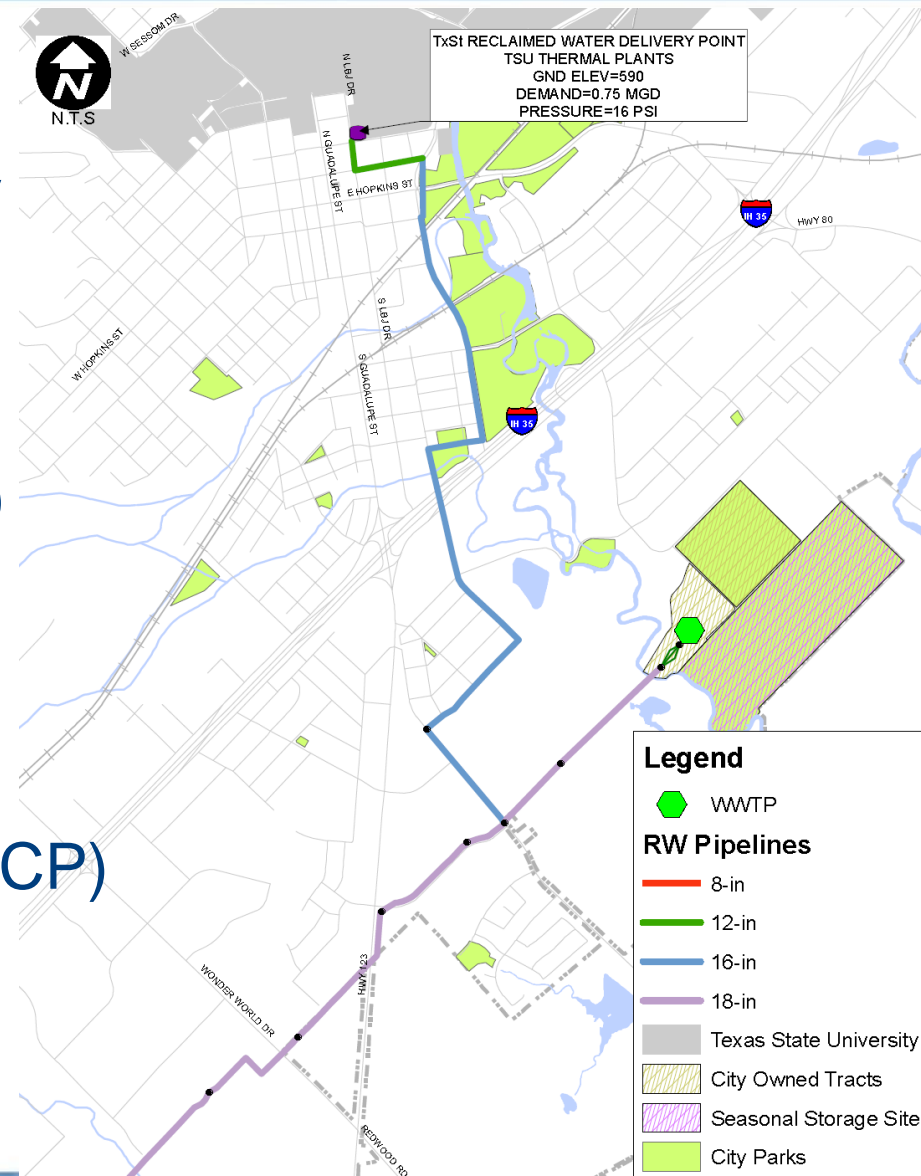 W SESSOM DR
N
N.T.S
N LBJ DR
TxSt RECLAIMED WATER DELIVERY POINT
TSU THERMAL PLANTS
GND ELEV=590
DEMAND=0.75 MGD
PRESSURE=16 PSI
N GUADALUPE ST
E HOPKINS ST
IH 35
HWY 80
S LBJ DR
W HOPKINS ST
S GUADALUPE ST
IH 35
CP)
HWY 123
WONDER WORLD DR
REDWOOD RD
Legend
WWTP
RW Pipelines
8-in
12-in
16-in
18-in
Texas State University
City Owned Tracts
Seasonal Storage Site
City Parks